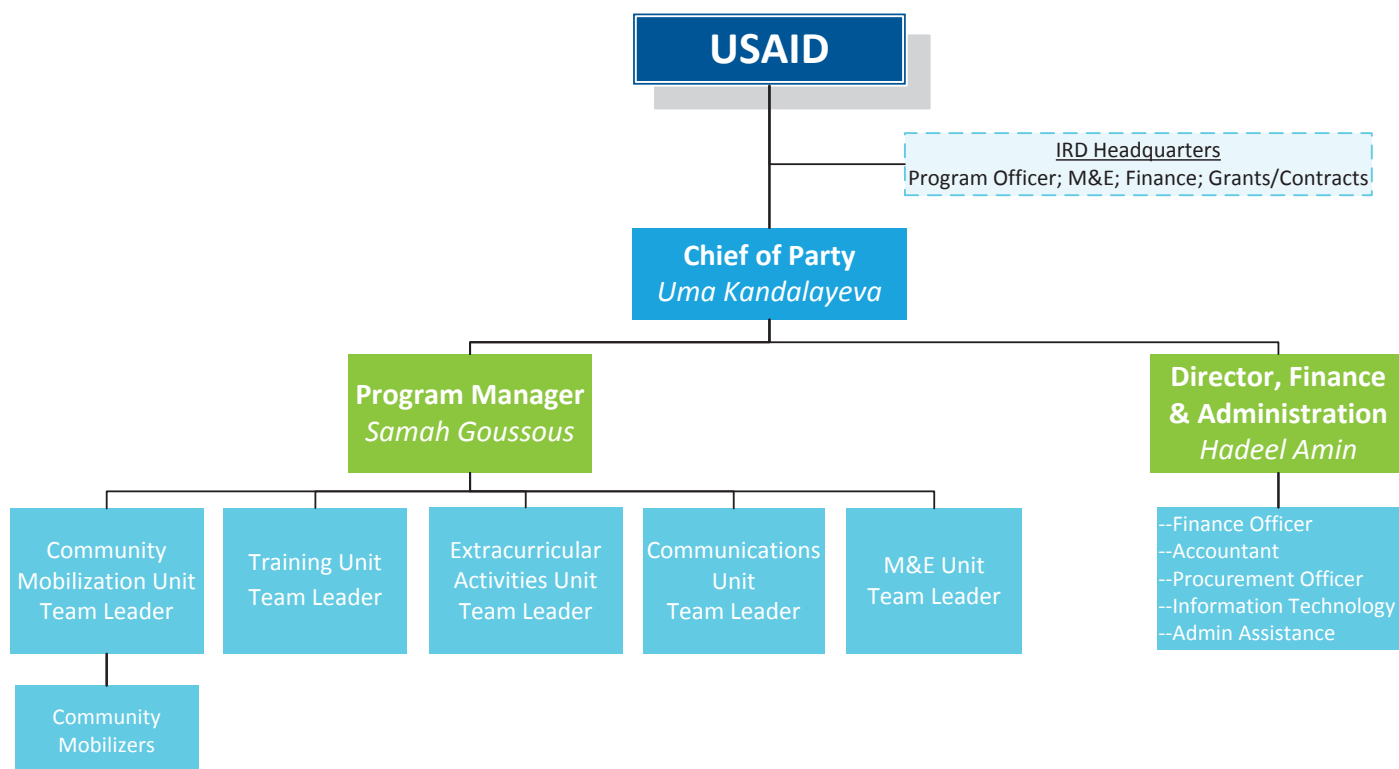 USAID
IRD Headquarters
Program Officer; M&E; Finance; Grants/Contracts
Chief of Party
Uma Kandalayeva
Program Manager
Samah Goussous
Director, Finance
& Administration
Hadeel Amin
Community
Mobilization Unit
Team Leader
Training Unit
Team Leader
Extracurricular
Activities Unit
Team Leader
Communications
Unit
Team Leader
M&E Unit
Team Leader
--Finance Officer
--Accountant
--Procurement Officer
--Information Technology
--Admin Assistance
Community
Mobilizers